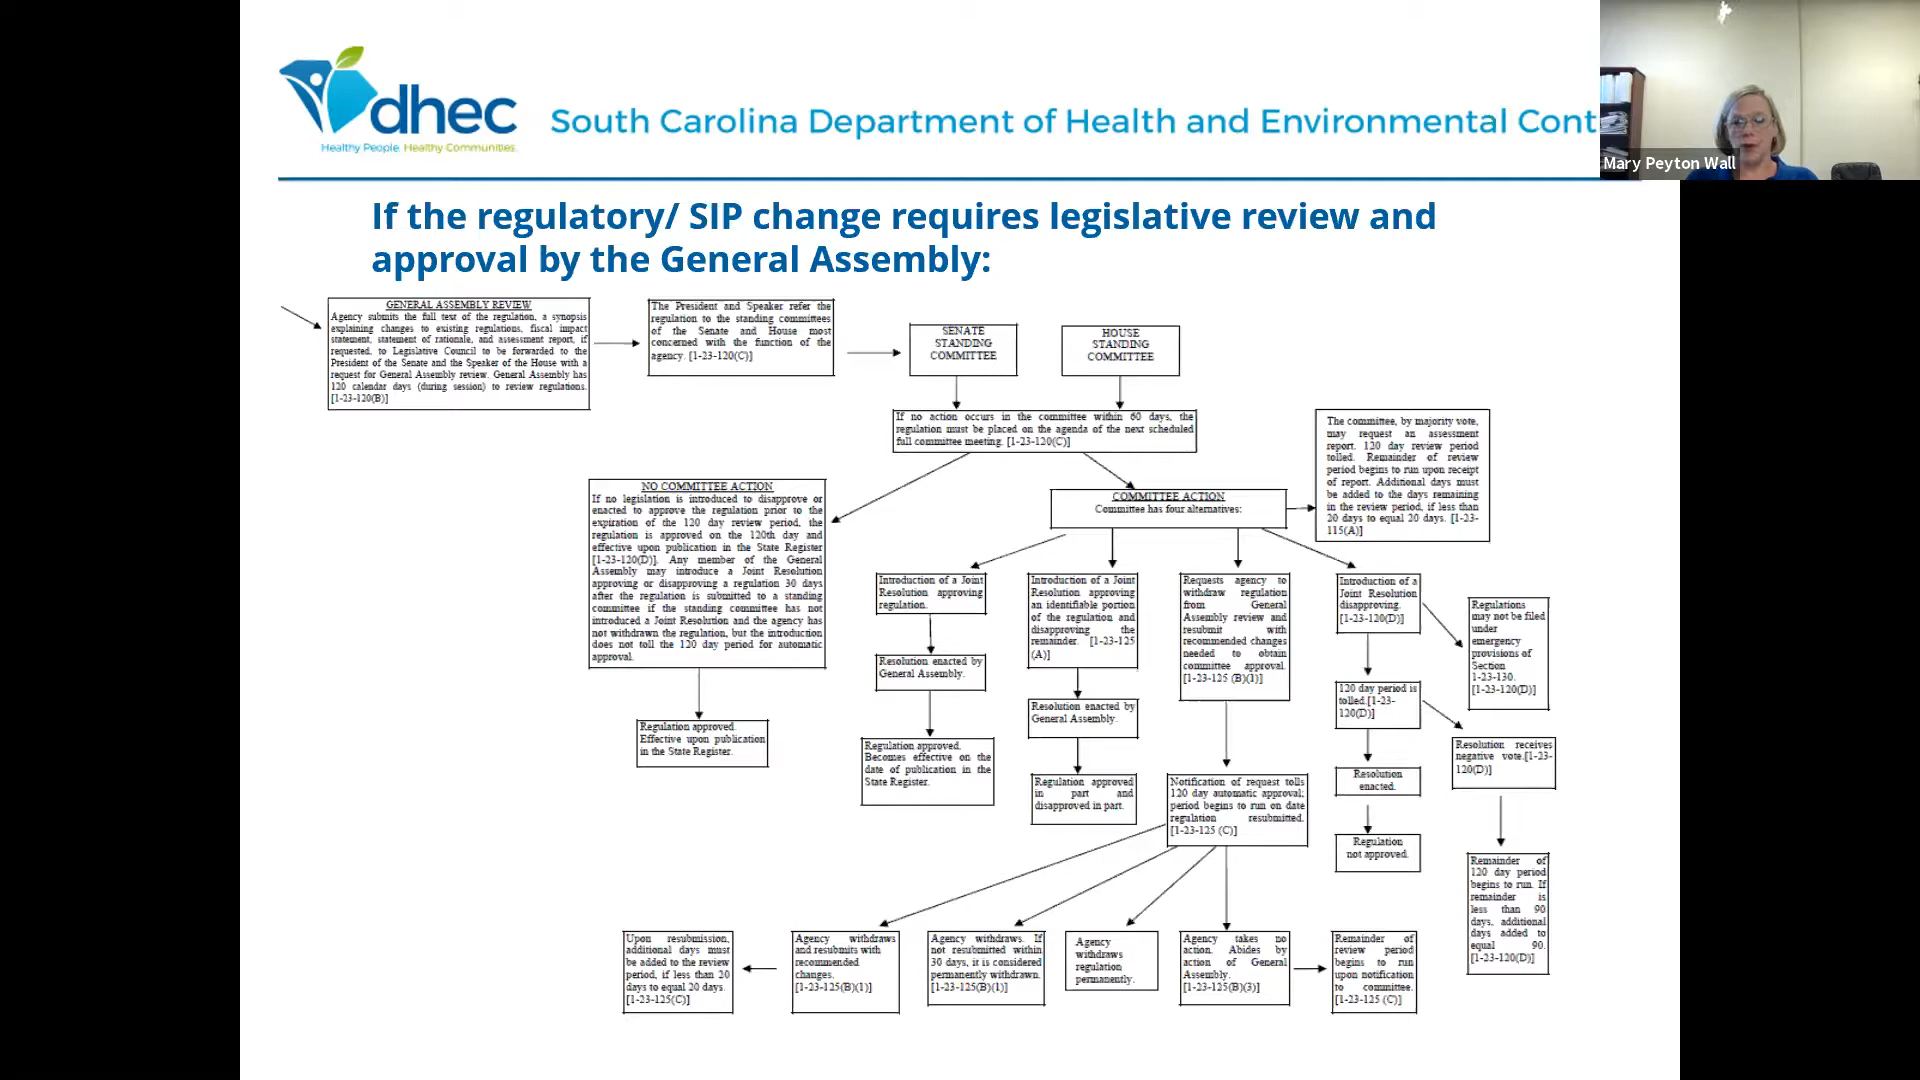 dhec
Healthy People. Healthy Communities.
South Carolina Department of Health and Environmental Cont
Mary Peyton Wall
If the regulatory/ SIP change requires legislative review and
approval by the General Assembly:
GENERAL ASSEMBLY REVIEW
Agency submits the full text of the regulation, a synopsis
explaining changes to existing regulations, fiscal impact
statement, statement of rationale, and assessment report, if
requested, to Legislative Council to be forwarded to the
President of the Senate and the Speaker of the House with a
request for General Assembly review. General Assembly has
120 calendar days (during session) to review regulations.
[1-23-120(B)]
The President and Speaker refer the
regulation to the standing committees
of the Senate and House most
concerned with the function of the
agency. [1-23-120(C)]
SENATE
STANDING
COMMITTEE
HOUSE
STANDING
COMMITTEE
If no action occurs in the committee within 60 days, the
regulation must be placed on the agenda of the next scheduled
full committee meeting. [1-23-120(C)]
The committee, by majority vote,
may request an assessment
report. 120 day review period
tolled. Remainder of review
period begins to run upon receipt
of report. Additional days must
be added to the days remaining
in the review period, if less than
20 days to equal 20 days. [1-23-
115(A)]
NO COMMITTEE ACTION
If no legislation is introduced to disapprove or
enacted to approve the regulation prior to the
expiration of the 120 day review period, the
regulation is approved on the 120th day and
effective upon publication in the State Register
[1-23-120(D)]. Any member of the General
Assembly may introduce a Joint Resolution
approving or disapproving a regulation 30 days
after the regulation is submitted to a standing
committee if the standing committee has not
introduced a Joint Resolution and the agency has
not withdrawn the regulation, but the introduction
does not toll the 120 day period for automatic
approval.
COMMITTEE ACTION
Committee has four alternatives:
Introduction of a Joint
Resolution approving
regulation.
Introduction of a Joint
Resolution approving
an identifiable portion
of the regulation and
disapproving the
remainder. [1-23-125
(A)]
Requests agency to
withdraw regulation
from General
Assembly review and
resubmit with
recommended changes
needed to obtain
committee approval.
[1-23-125 (B)(1)]
Introduction of a
Joint Resolution
disapproving.
[1-23-120(D)]
Regulations
may not be filed
under
emergency
provisions of
Section
1-23-130.
[1-23-120(D)]
Resolution enacted by
General Assembly.
Resolution enacted by
General Assembly.
120 day period is
tolled.[1-23-
120(D)]
Regulation approved.
Effective upon publication
in the State Register.
Regulation approved.
Becomes effective on the
date of publication in the
State Register.
Regulation approved
in part and
disapproved in part.
Notification of request tolls
120 day automatic approval;
period begins to run on date
regulation resubmitted.
[1-23-125 (C)]
Resolution
enacted.
Resolution receives
negative vote.[1-23-
120(D)]
Regulation
not approved.
Remainder of
120 day period
begins to run. If
remainder is
less than 90
days, additional
days added to
equal 90.
[1-23-120(D)]
Upon resubmission,
additional days must
be added to the review
period, if less than 20
days to equal 20 days.
[1-23-125(C)]
Agency withdraws
and resubmits with
recommended
changes.
[1-23-125(B)(1)]
Agency withdraws. If
not resubmitted within
30 days, it is considered
permanently withdrawn.
[1-23-125(B)(1)]
Agency
withdraws
regulation
permanently.
Agency takes no
action. Abides by
action of General
Assembly.
[1-23-125(B)(3)]
Remainder of
review period
begins to run
upon notification
to committee.
[1-23-125 (C)]